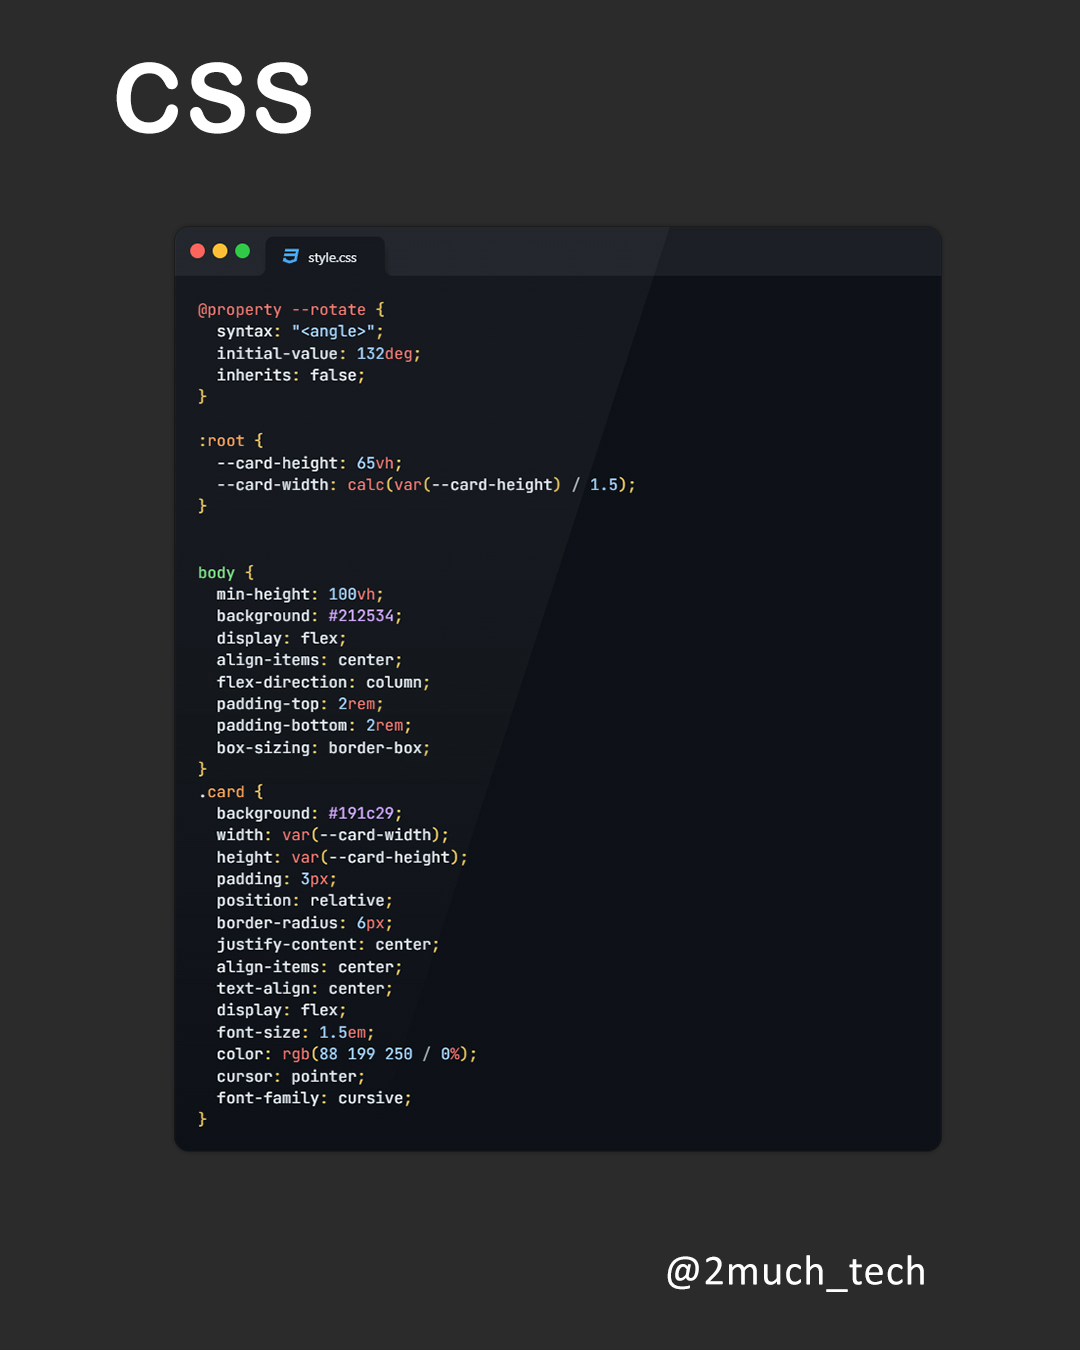 CSS
style.css
@property --rotate {
  syntax: "<angle>";
  initial-value: 132deg;
  inherits: false;
}
:root {
  --card-height: 65vh;
  --card-width: calc(var(--card-height) / 1.5);
}
body {
  min-height: 100vh;
  background: #212534;
  display: flex;
  align-items: center;
  flex-direction: column;
  padding-top: 2rem;
  padding-bottom: 2rem;
  box-sizing: border-box;
}
.card {
  background: #191c29;
  width: var(--card-width);
  height: var(--card-height);
  padding: 3px;
  position: relative;
  border-radius: 6px;
  justify-content: center;
  align-items: center;
  text-align: center;
  display: flex;
  font-size: 1.5em;
  color: rgb(88 199 250 / 0%);
  cursor: pointer;
  font-family: cursive;
}
@2much_tech